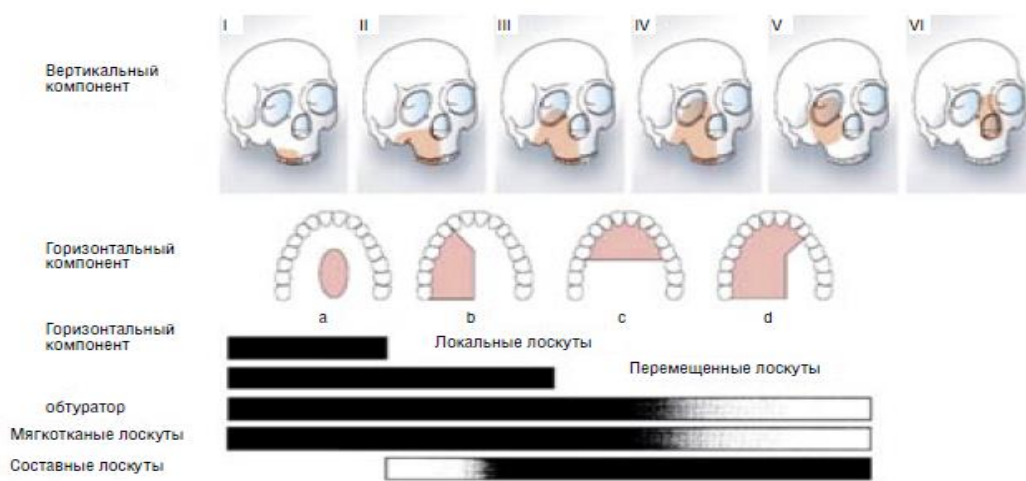 I II III IV V VI
Вертикальный
компонент
Горизонтальный
компонент
a b c d
Горизонтальный
компонент
Локальные лоскуты
Перемещенные лоскуты
обтуратор
Мягкотканые лоскуты
Составные лоскуты